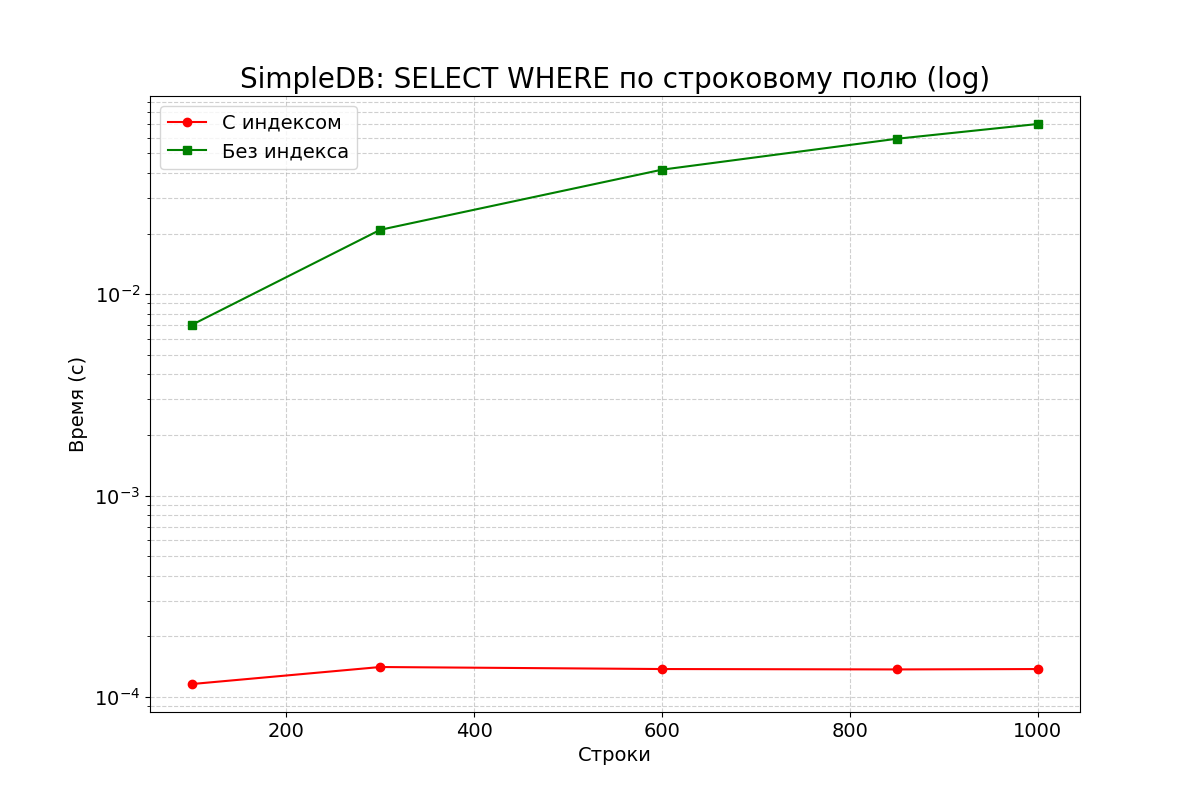 SimpleDB: SELECT WHERE по строковому полю (log)
С индексом
Без индекса
Время (с)
10⁻²
10⁻³
10⁻⁴
200
400
600
800
1000
Строки